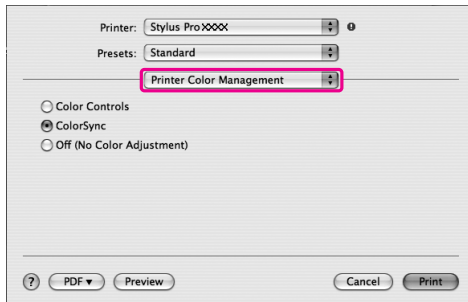 Printer: Stylus Pro XXXX
Presets: Standard
Printer Color Management
Color Controls
ColorSync
Off (No Color Adjustment)
? PDF ▼ Preview Cancel Print